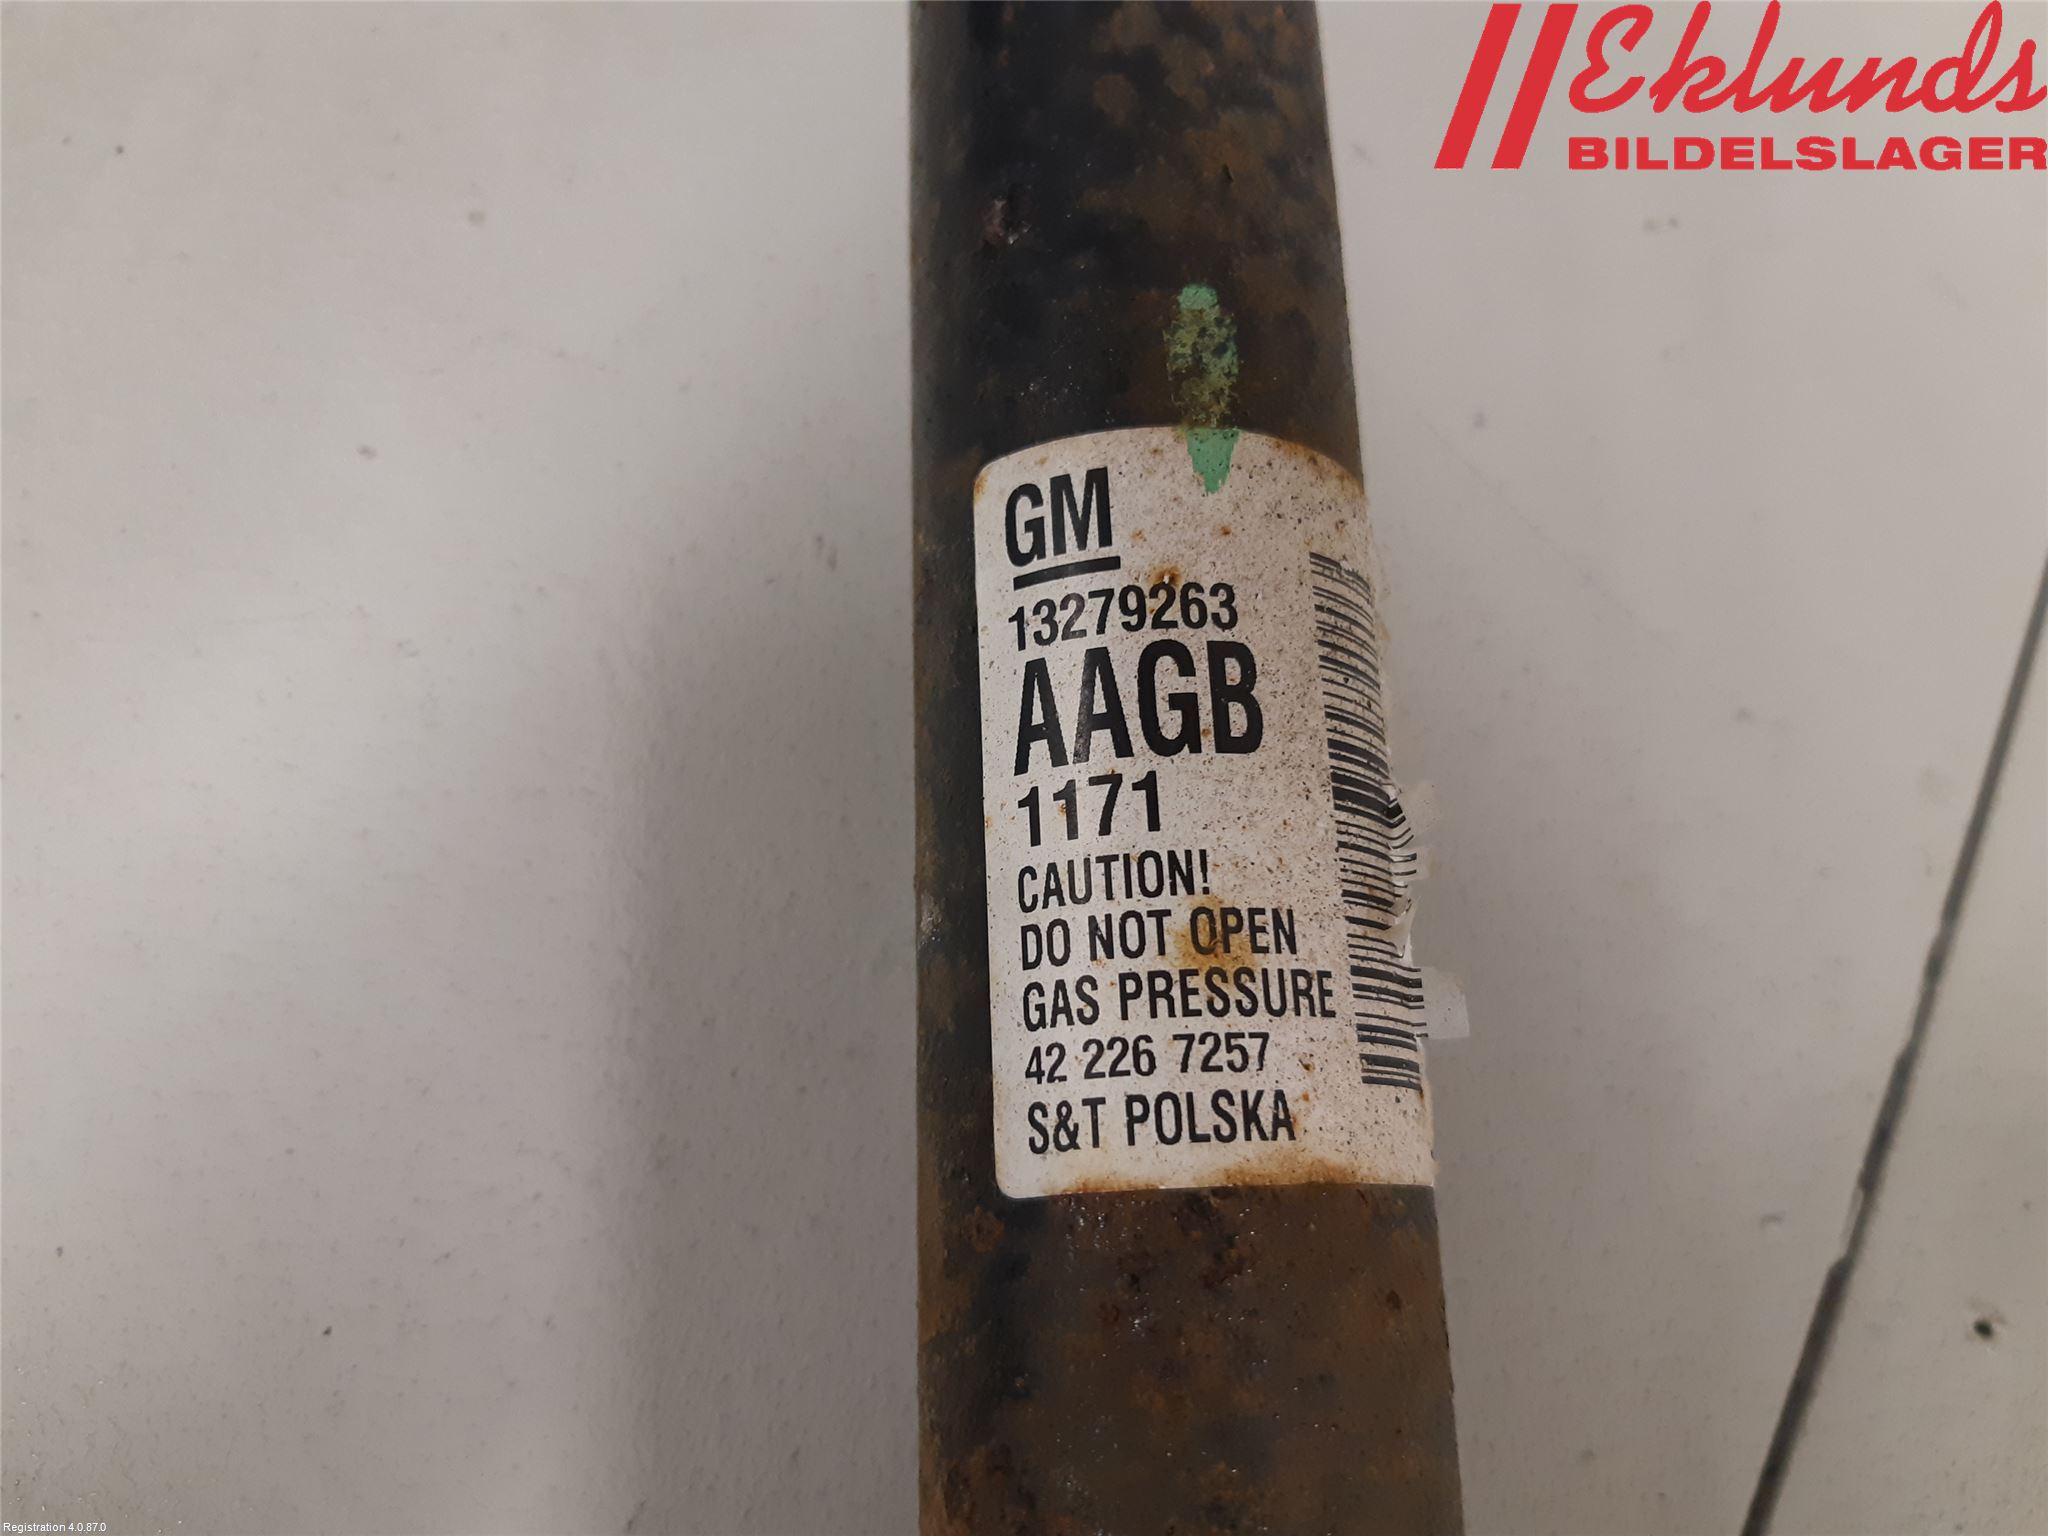 Eklunds
BILDELSLAGER
GM
13279263
AAGB
1171
CAUTION!
DO NOT OPEN
GAS PRESSURE
42 226 7257
S&T POLSKA
Registration 4.0.87.0